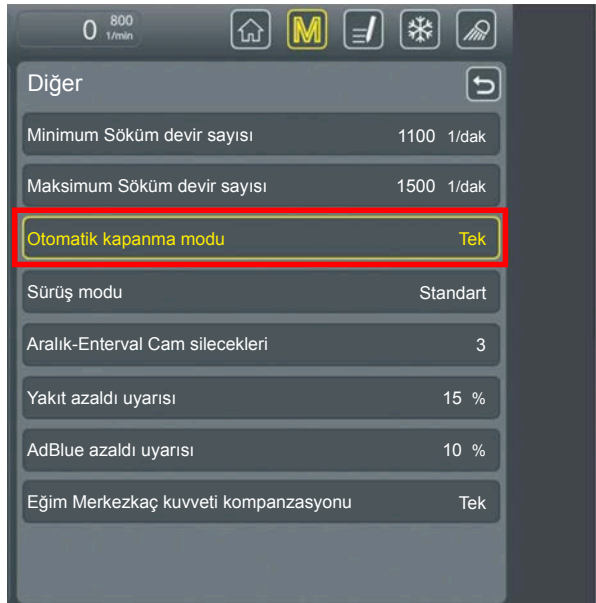 0 800 1/min
M
Diğer
Minimum Söküm devir sayısı 1100 1/dak
Maksimum Söküm devir sayısı 1500 1/dak
Otomatik kapanma modu Tek
Sürüş modu Standart
Aralık-Enterval Cam silecekleri 3
Yakıt azaldı uyarısı 15 %
AdBlue azaldı uyarısı 10 %
Eğim Merkezkaç kuvveti kompanzasyonu Tek